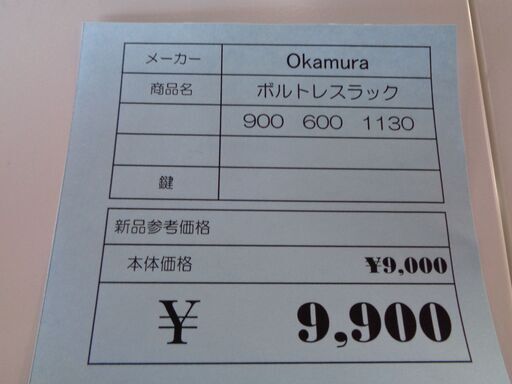 メーカー Okamura
商品名 ボルトレスラック
900 600 1130
鍵
新品参考価格
本体価格 ¥9,000
¥ 9,900